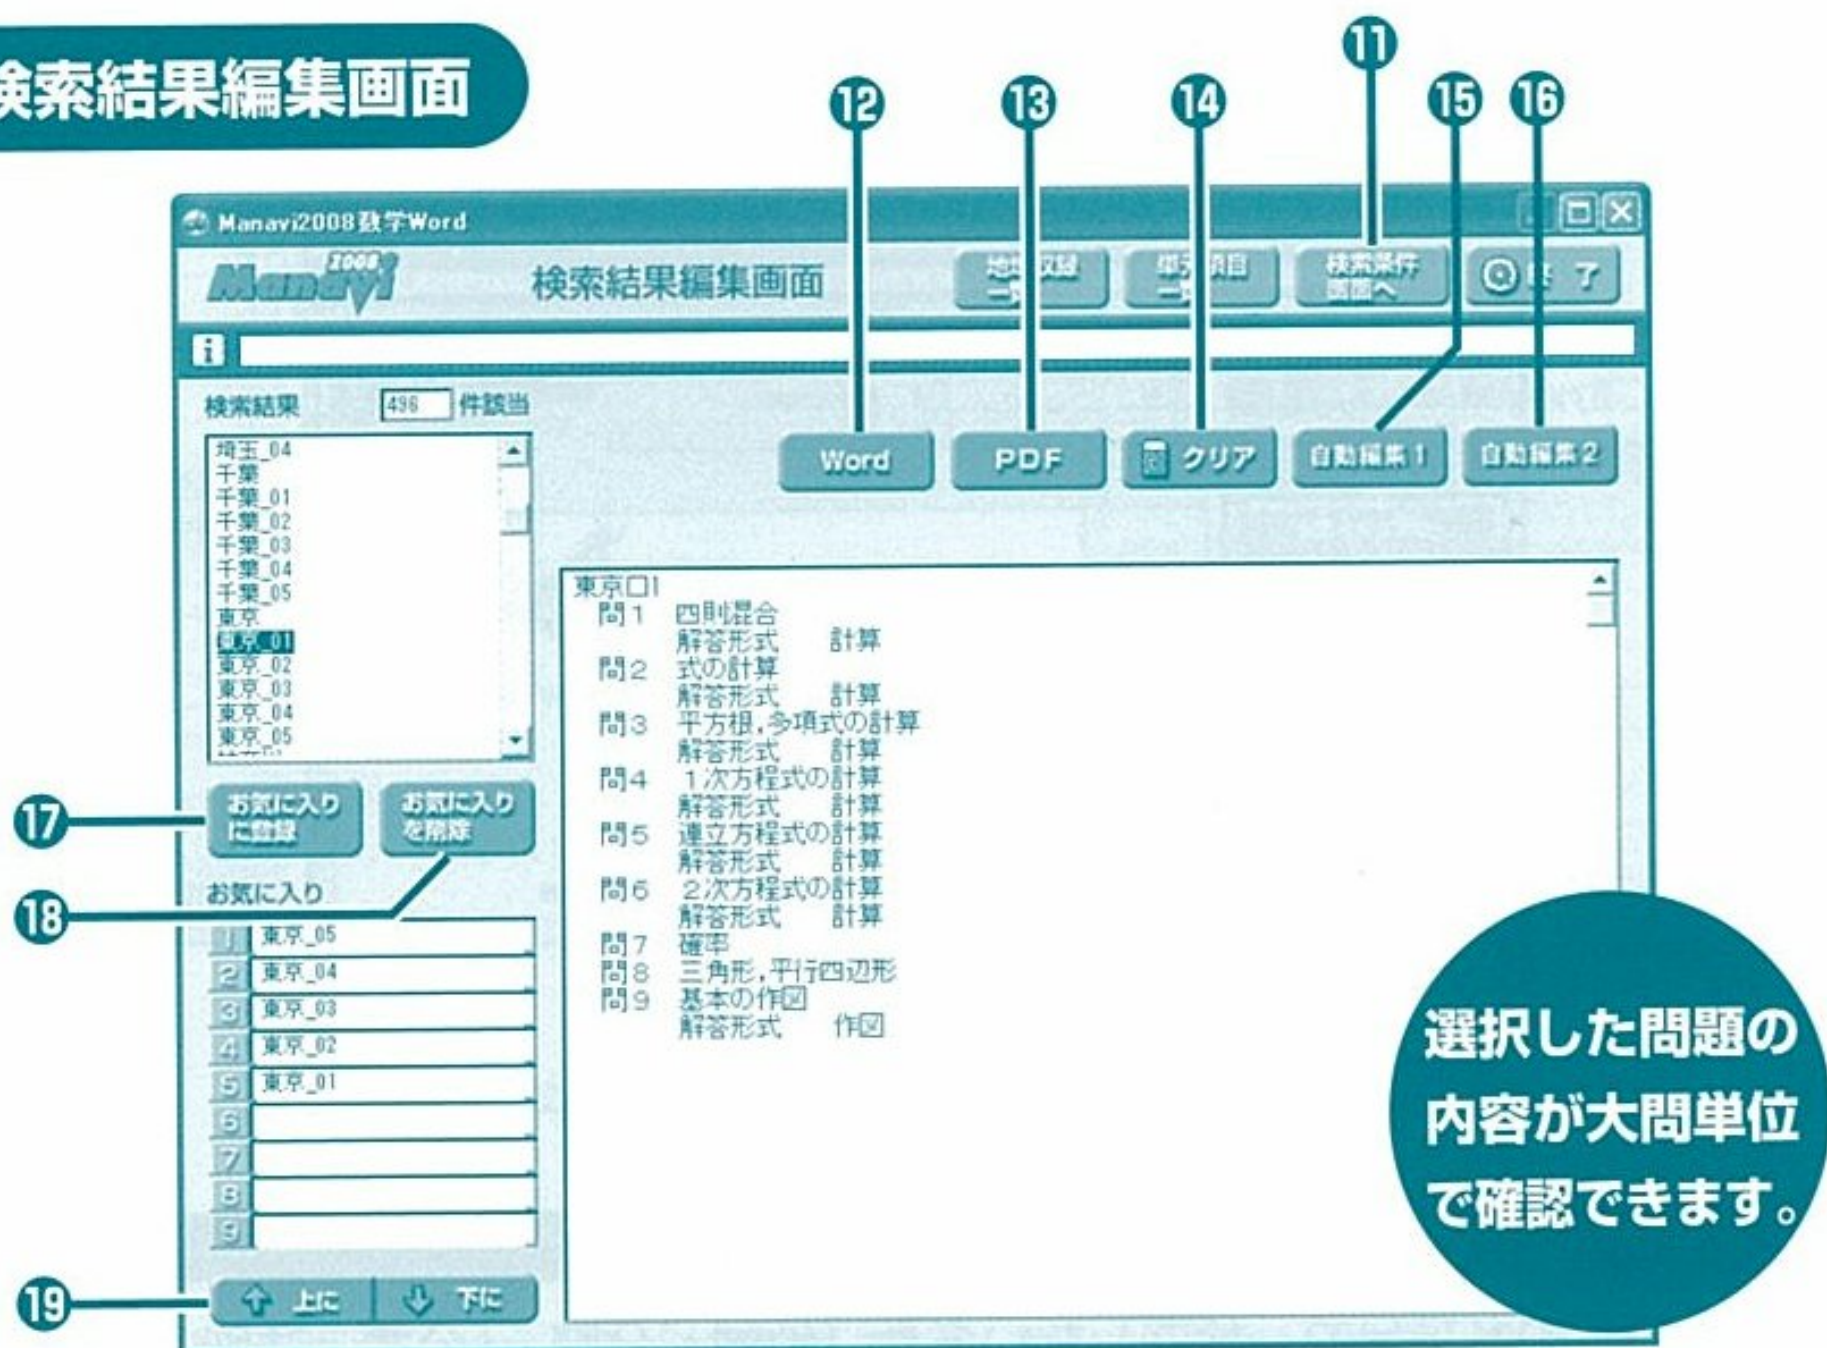 検索結果編集画面
⑪
⑫ ⑬ ⑭ ⑮ ⑯
Manavi2008数学Word
Manavi 2008
検索結果編集画面
検索条件
画面へ
終 了
i
検索結果 496 件該当
埼玉_04
千葉
千葉_01
千葉_02
千葉_03
千葉_04
千葉_05
東京
東京_01
東京_02
東京_03
東京_04
東京_05
Word
PDF
クリア
自動編集1
自動編集2
東京□1
問1 四則混合
解答形式 計算
問2 式の計算
解答形式 計算
問3 平方根,多項式の計算
解答形式 計算
問4 1次方程式の計算
解答形式 計算
問5 連立方程式の計算
解答形式 計算
問6 2次方程式の計算
解答形式 計算
問7 確率
問8 三角形,平行四辺形
問9 基本の作図
解答形式 作図
⑰
お気に入り
に登録
お気に入り
を削除
⑱
お気に入り
1 東京_05
2 東京_04
3 東京_03
4 東京_02
5 東京_01
6
7
8
9
⑲
上に 下に
選択した問題の
内容が大問単位
で確認できます。